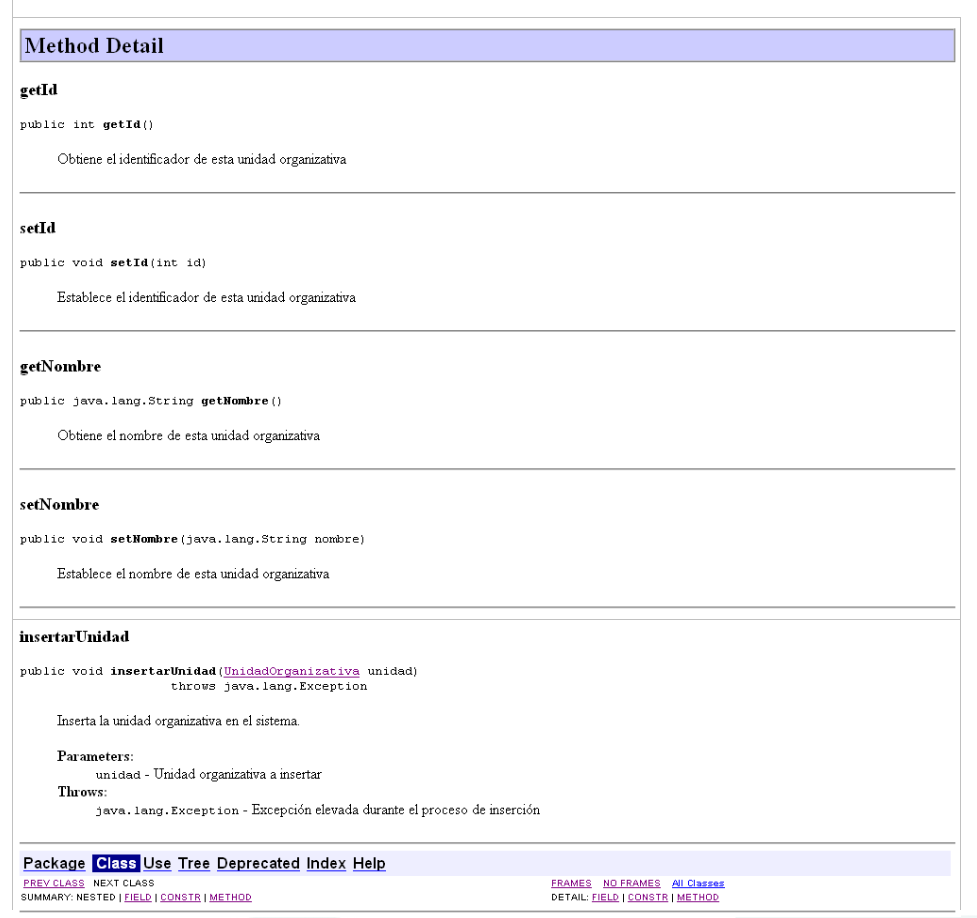 Method Detail
getId
public int getId()
Obtiene el identificador de esta unidad organizativa
setId
public void setId(int id)
Establece el identificador de esta unidad organizativa
getNombre
public java.lang.String getNombre()
Obtiene el nombre de esta unidad organizativa
setNombre
public void setNombre(java.lang.String nombre)
Establece el nombre de esta unidad organizativa
insertarUnidad
public void insertarUnidad(UnidadOrganizativa unidad)
throws java.lang.Exception
Inserta la unidad organizativa en el sistema.
Parameters:
unidad - Unidad organizativa a insertar
Throws:
java.lang.Exception - Excepción elevada durante el proceso de inserción
Package Class Use Tree Deprecated Index Help
PREV CLASS NEXT CLASS FRAMES NO FRAMES All Classes
SUMMARY: NESTED | FIELD | CONSTR | METHOD DETAIL: FIELD | CONSTR | METHOD